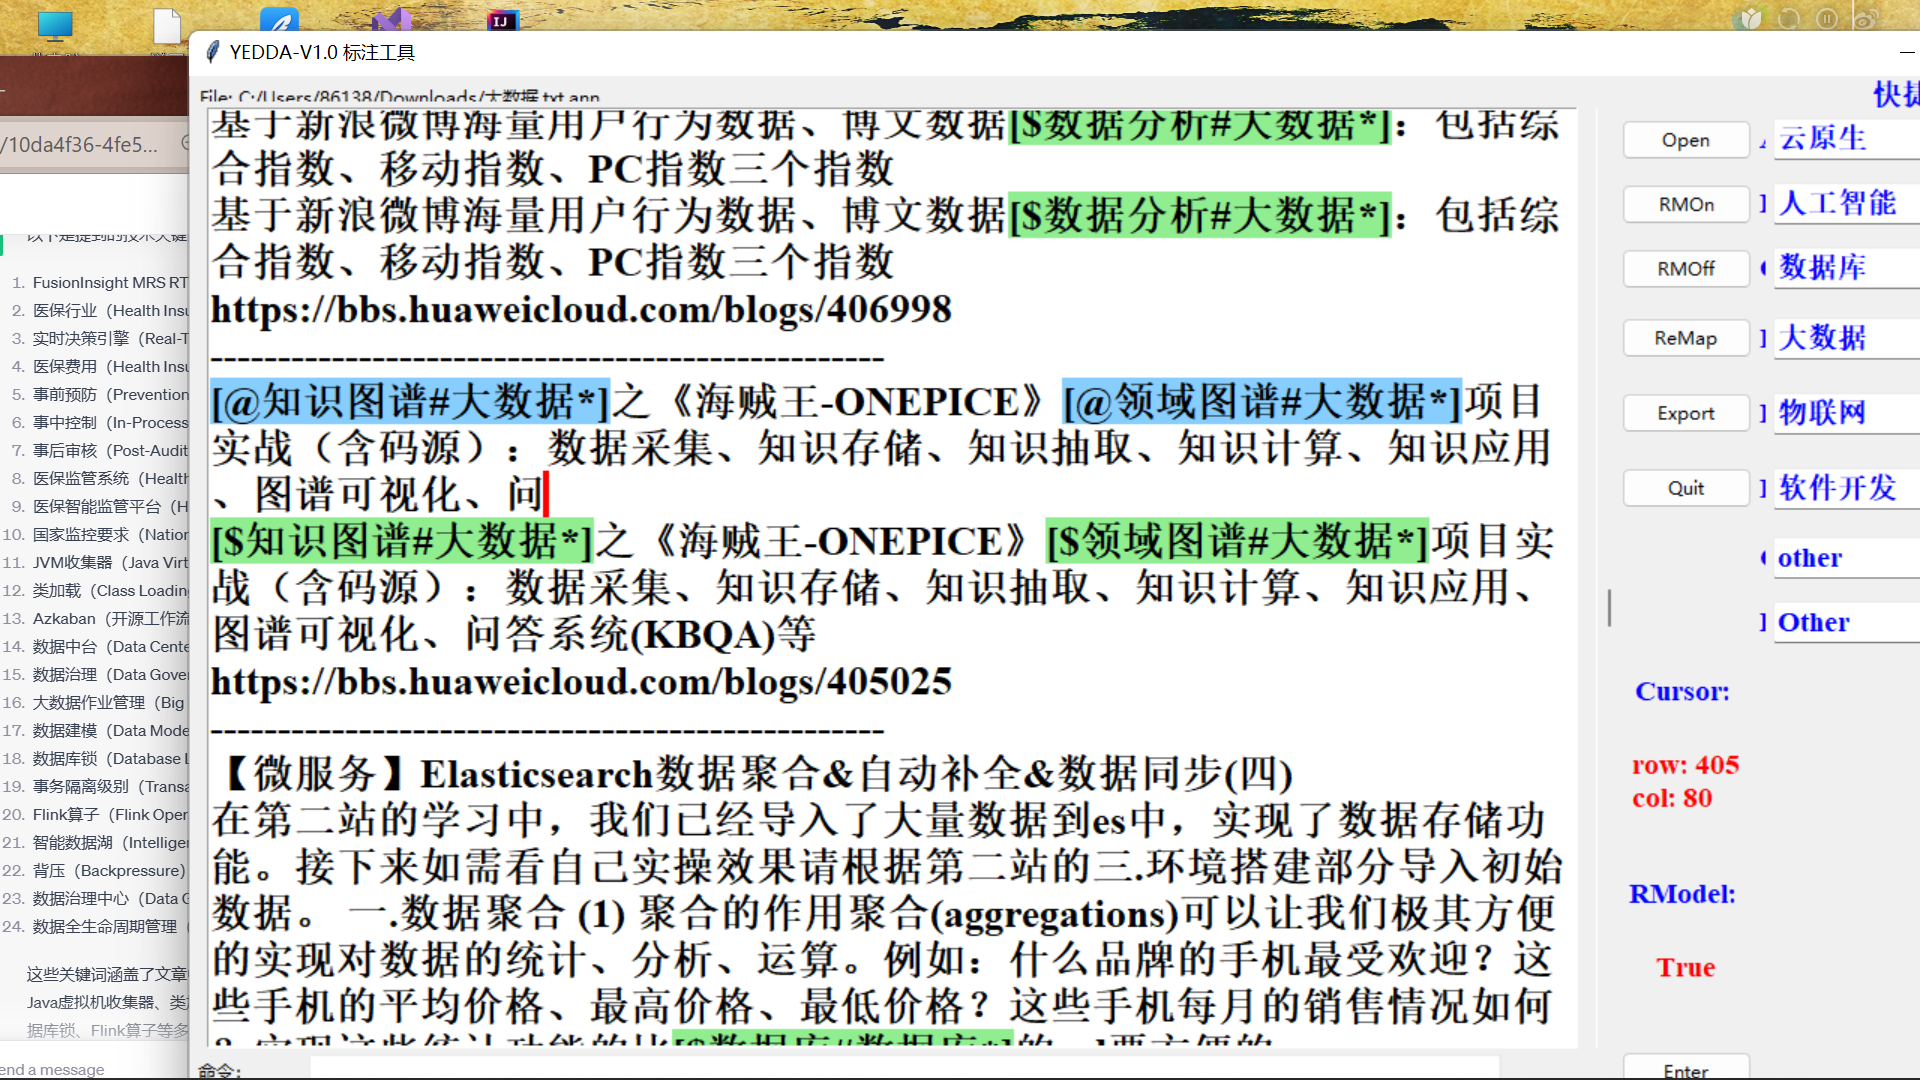 YEDDA-V1.0 标注工具
File: C:/Users/86138/Downloads/大数据.txt.ann
快捷
/10da4f36-4fe5...
1. FusionInsight MRS RT
2. 医保行业（Health Insu
3. 实时决策引擎（Real-T
4. 医保费用（Health Insu
5. 事前预防（Prevention
6. 事中控制（In-Process
7. 事后审核（Post-Audit
8. 医保监管系统（Health
9. 医保智能监管平台（H
10. 国家监控要求（Nation
11. JVM收集器（Java Virt
12. 类加载（Class Loading
13. Azkaban（开源工作流
14. 数据中台（Data Cente
15. 数据治理（Data Gover
16. 大数据作业管理（Big
17. 数据建模（Data Mode
18. 数据库锁（Database L
19. 事务隔离级别（Transa
20. Flink算子（Flink Oper
21. 智能数据湖（Intellige
22. 背压（Backpressure）
23. 数据治理中心（Data G
24. 数据全生命周期管理（
这些关键词涵盖了文章
Java虚拟机收集器、类加
据库锁、Flink算子等多
end a message
基于新浪微博海量用户行为数据、博文数据[$数据分析#大数据*]：包括综
合指数、移动指数、PC指数三个指数
基于新浪微博海量用户行为数据、博文数据[$数据分析#大数据*]：包括综
合指数、移动指数、PC指数三个指数
https://bbs.huaweicloud.com/blogs/406998
--------------------------------------------------
[@知识图谱#大数据*]之《海贼王-ONEPICE》[@领域图谱#大数据*]项目
实战（含码源）：数据采集、知识存储、知识抽取、知识计算、知识应用
、图谱可视化、问
[$知识图谱#大数据*]之《海贼王-ONEPICE》[$领域图谱#大数据*]项目实
战（含码源）：数据采集、知识存储、知识抽取、知识计算、知识应用、
图谱可视化、问答系统(KBQA)等
https://bbs.huaweicloud.com/blogs/405025
--------------------------------------------------
【微服务】Elasticsearch数据聚合&自动补全&数据同步(四)
在第二站的学习中，我们已经导入了大量数据到es中，实现了数据存储功
能。接下来如需看自己实操效果请根据第二站的三.环境搭建部分导入初始
数据。 一.数据聚合 (1) 聚合的作用聚合(aggregations)可以让我们极其方便
的实现对数据的统计、分析、运算。例如：什么品牌的手机最受欢迎？这
些手机的平均价格、最高价格、最低价格？这些手机每月的销售情况如何
？实现这些统计功能的比[$数据库#数据库*]的
命令:
Open
RMOn
RMOff
ReMap
Export
Quit
云原生
人工智能
数据库
大数据
物联网
软件开发
other
Other
Cursor:
row: 405
col: 80
RModel:
True
Enter